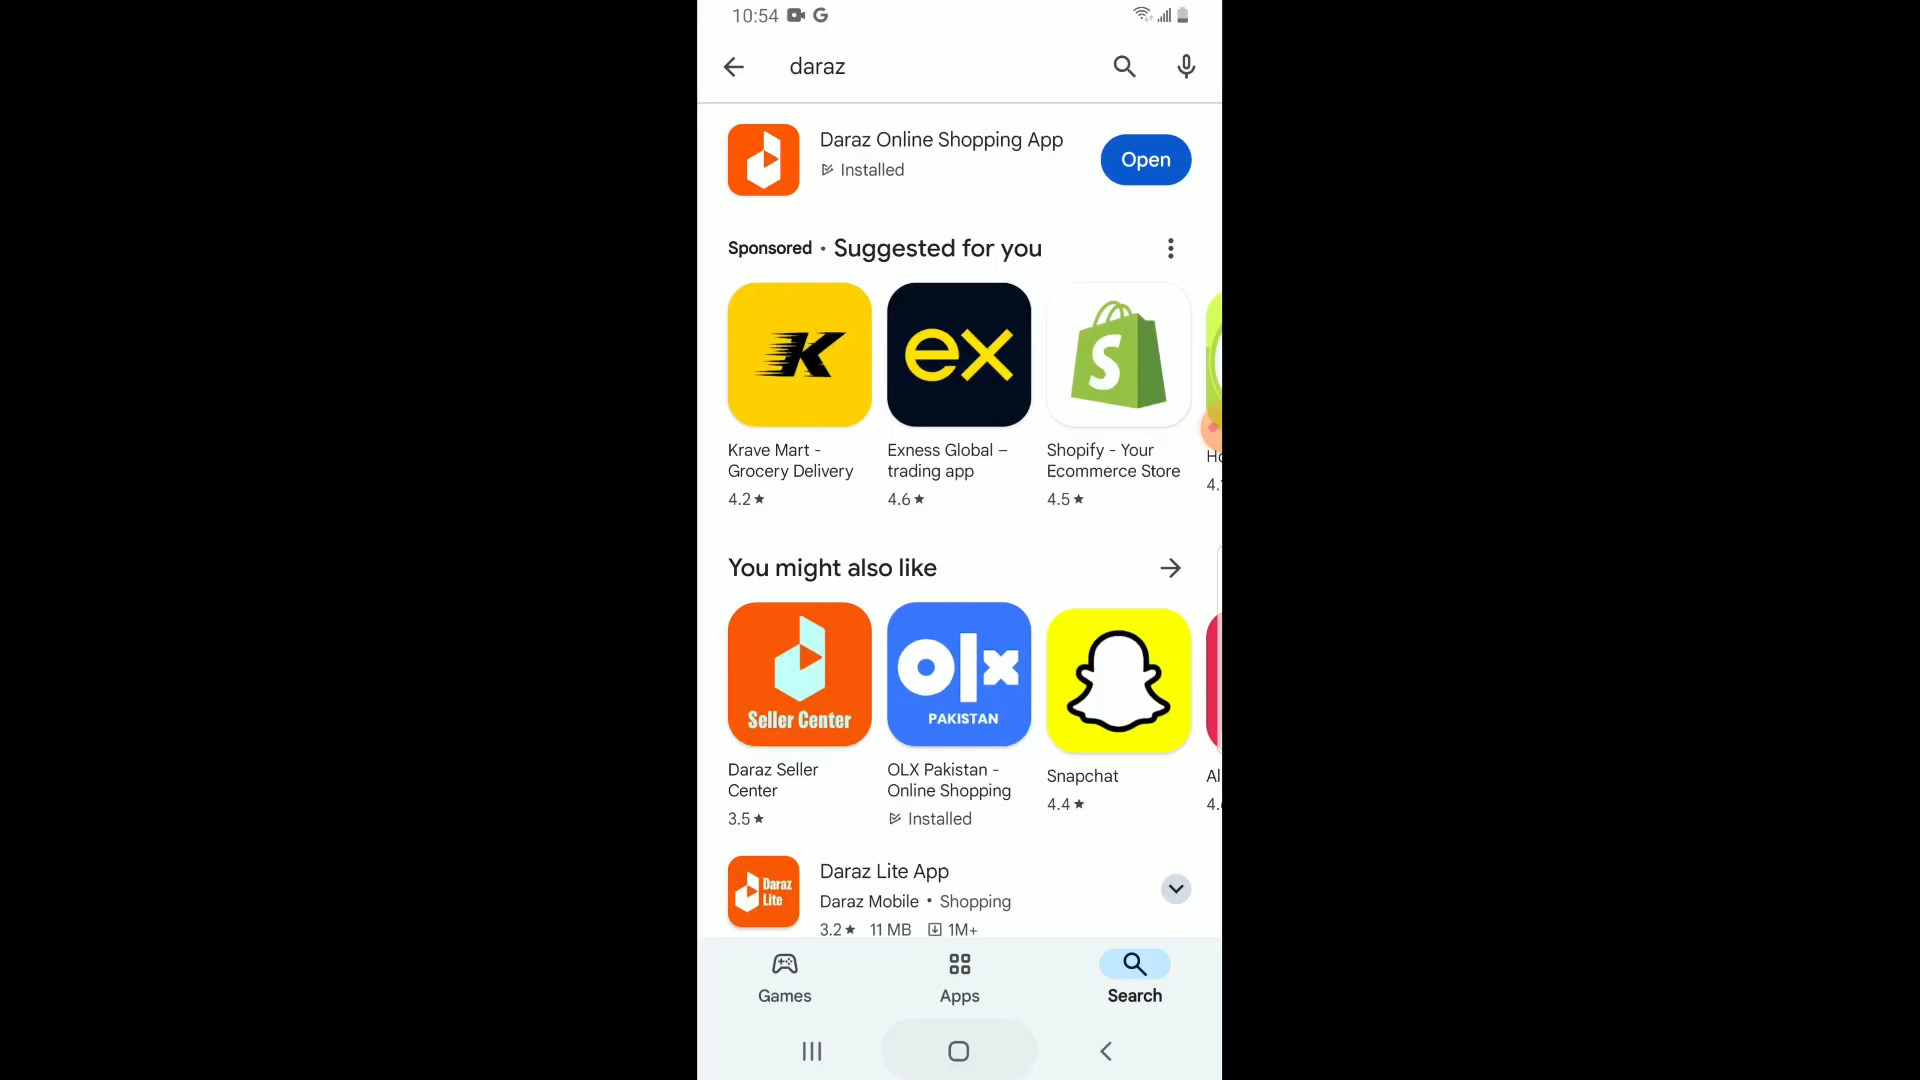 10:54
daraz
Daraz Online Shopping App
Installed
Open
Sponsored · Suggested for you
K
ex
S
Krave Mart -
Grocery Delivery
4.2★
Exness Global –
trading app
4.6★
Shopify - Your
Ecommerce Store
4.5★
You might also like
Seller Center
olx
PAKISTAN
Daraz Seller
Center
3.5★
OLX Pakistan -
Online Shopping
Installed
Snapchat
4.4★
Al
4.
Daraz
Lite
Daraz Lite App
Daraz Mobile • Shopping
3.2★ 11 MB 1M+
Games
Apps
Search